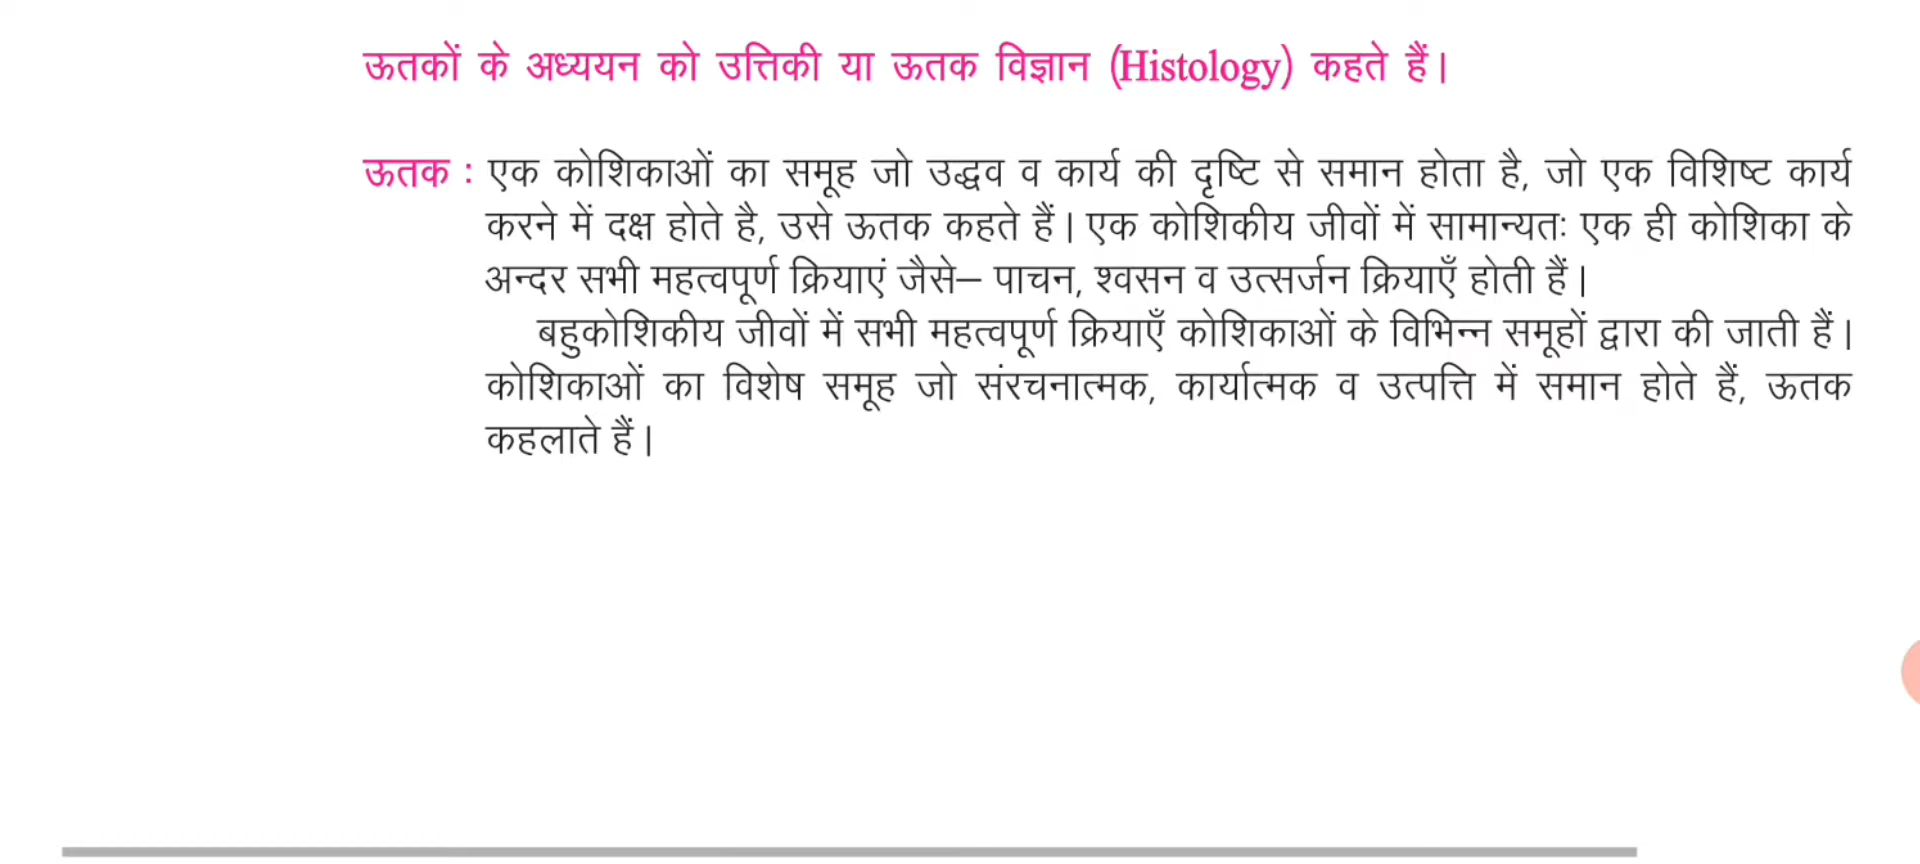 ऊतकों के अध्ययन को उत्तिकी या ऊतक विज्ञान (Histology) कहते हैं।
ऊतक : एक कोशिकाओं का समूह जो उद्भव व कार्य की दृष्टि से समान होता है, जो एक विशिष्ट कार्य
करने में दक्ष होते है, उसे ऊतक कहते हैं। एक कोशिकीय जीवों में सामान्यतः एक ही कोशिका के
अन्दर सभी महत्वपूर्ण क्रियाएं जैसे– पाचन, श्वसन व उत्सर्जन क्रियाएँ होती हैं।
बहुकोशिकीय जीवों में सभी महत्वपूर्ण क्रियाएँ कोशिकाओं के विभिन्न समूहों द्वारा की जाती हैं।
कोशिकाओं का विशेष समूह जो संरचनात्मक, कार्यात्मक व उत्पत्ति में समान होते हैं, ऊतक
कहलाते हैं।